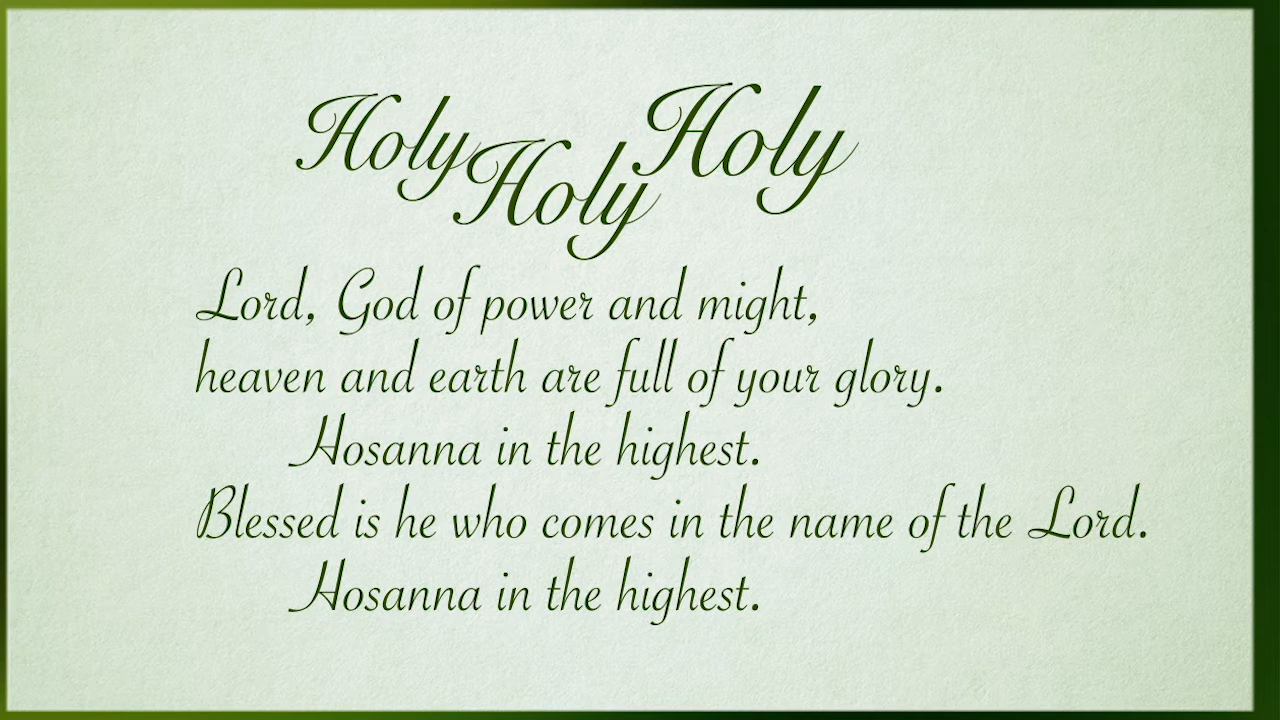 Holy Holy Holy
Lord, God of power and might,
heaven and earth are full of your glory.
Hosanna in the highest.
Blessed is he who comes in the name of the Lord.
Hosanna in the highest.